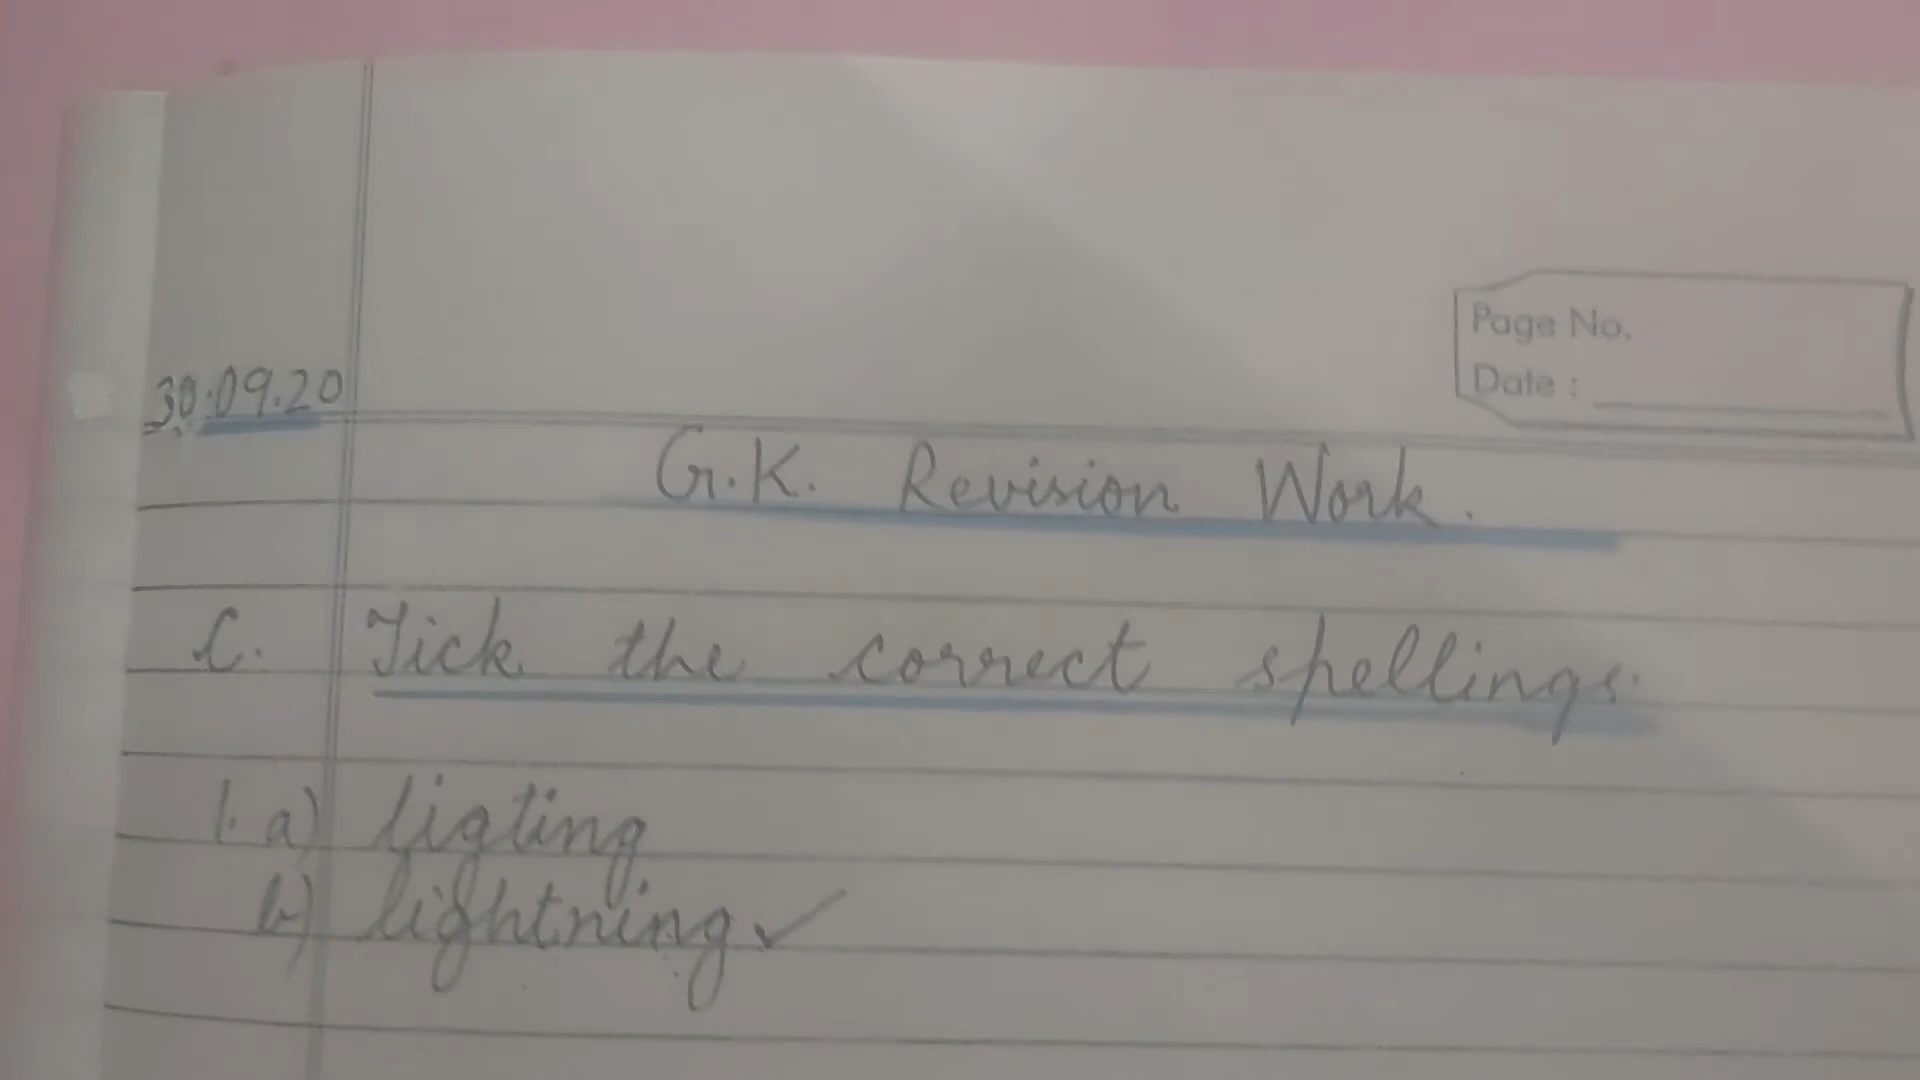 Page No.
Date :
30.09.20
G.K. Revision Work.
C. Tick the correct spellings.
1. a) ligting
b) lightning ✓